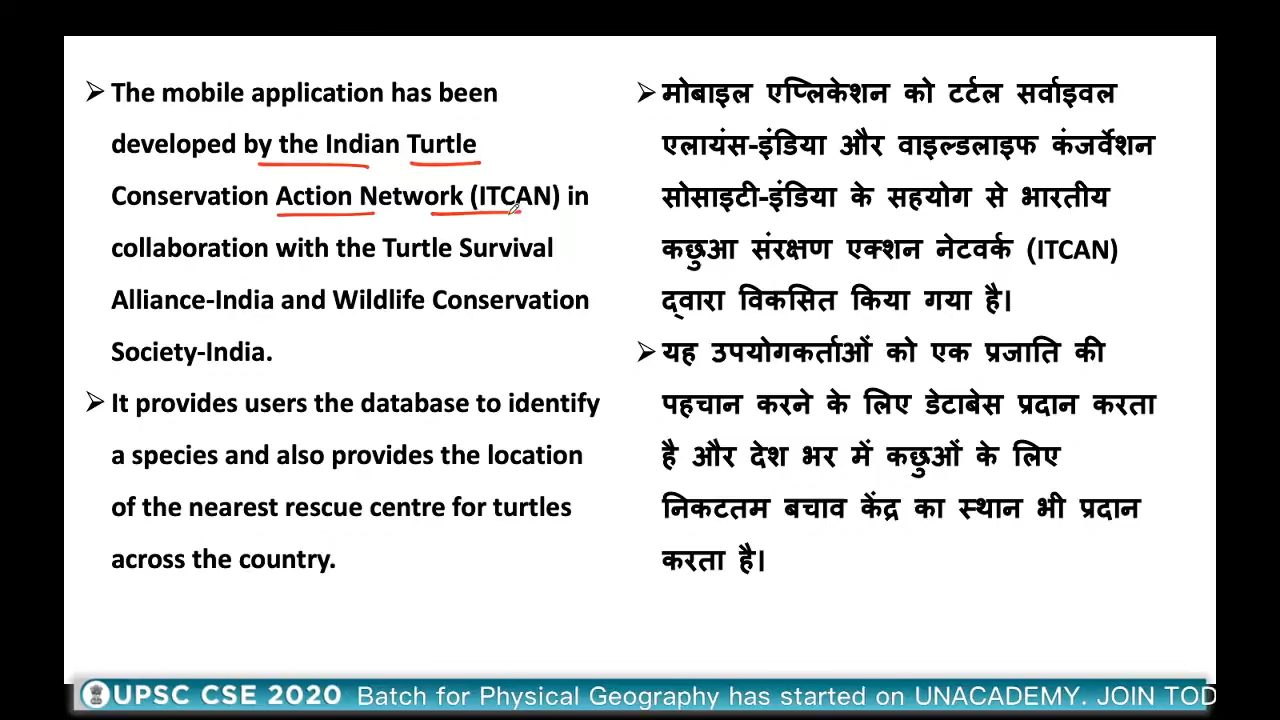 ➢ The mobile application has been
developed by the Indian Turtle
Conservation Action Network (ITCAN) in
collaboration with the Turtle Survival
Alliance-India and Wildlife Conservation
Society-India.
➢ It provides users the database to identify
a species and also provides the location
of the nearest rescue centre for turtles
across the country.
➢ मोबाइल एप्लिकेशन को टर्टल सर्वाइवल
एलायंस-इंडिया और वाइल्डलाइफ कंजर्वेशन
सोसाइटी-इंडिया के सहयोग से भारतीय
कछुआ संरक्षण एक्शन नेटवर्क (ITCAN)
द्वारा विकसित किया गया है।
➢ यह उपयोगकर्ताओं को एक प्रजाति की
पहचान करने के लिए डेटाबेस प्रदान करता
है और देश भर में कछुओं के लिए
निकटतम बचाव केंद्र का स्थान भी प्रदान
करता है।
UPSC CSE 2020 Batch for Physical Geography has started on UNACADEMY. JOIN TOD